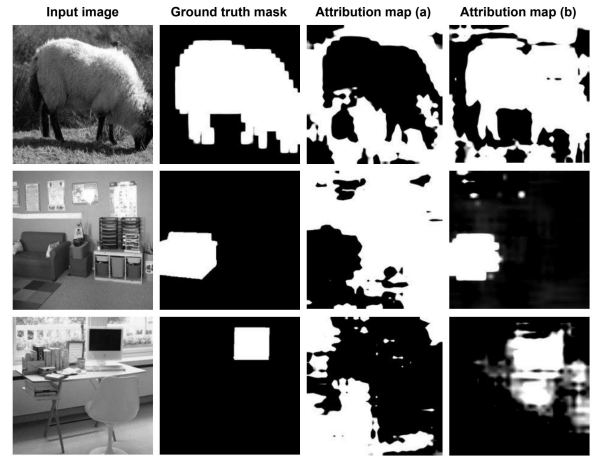 Input image
Ground truth mask
Attribution map (a)
Attribution map (b)